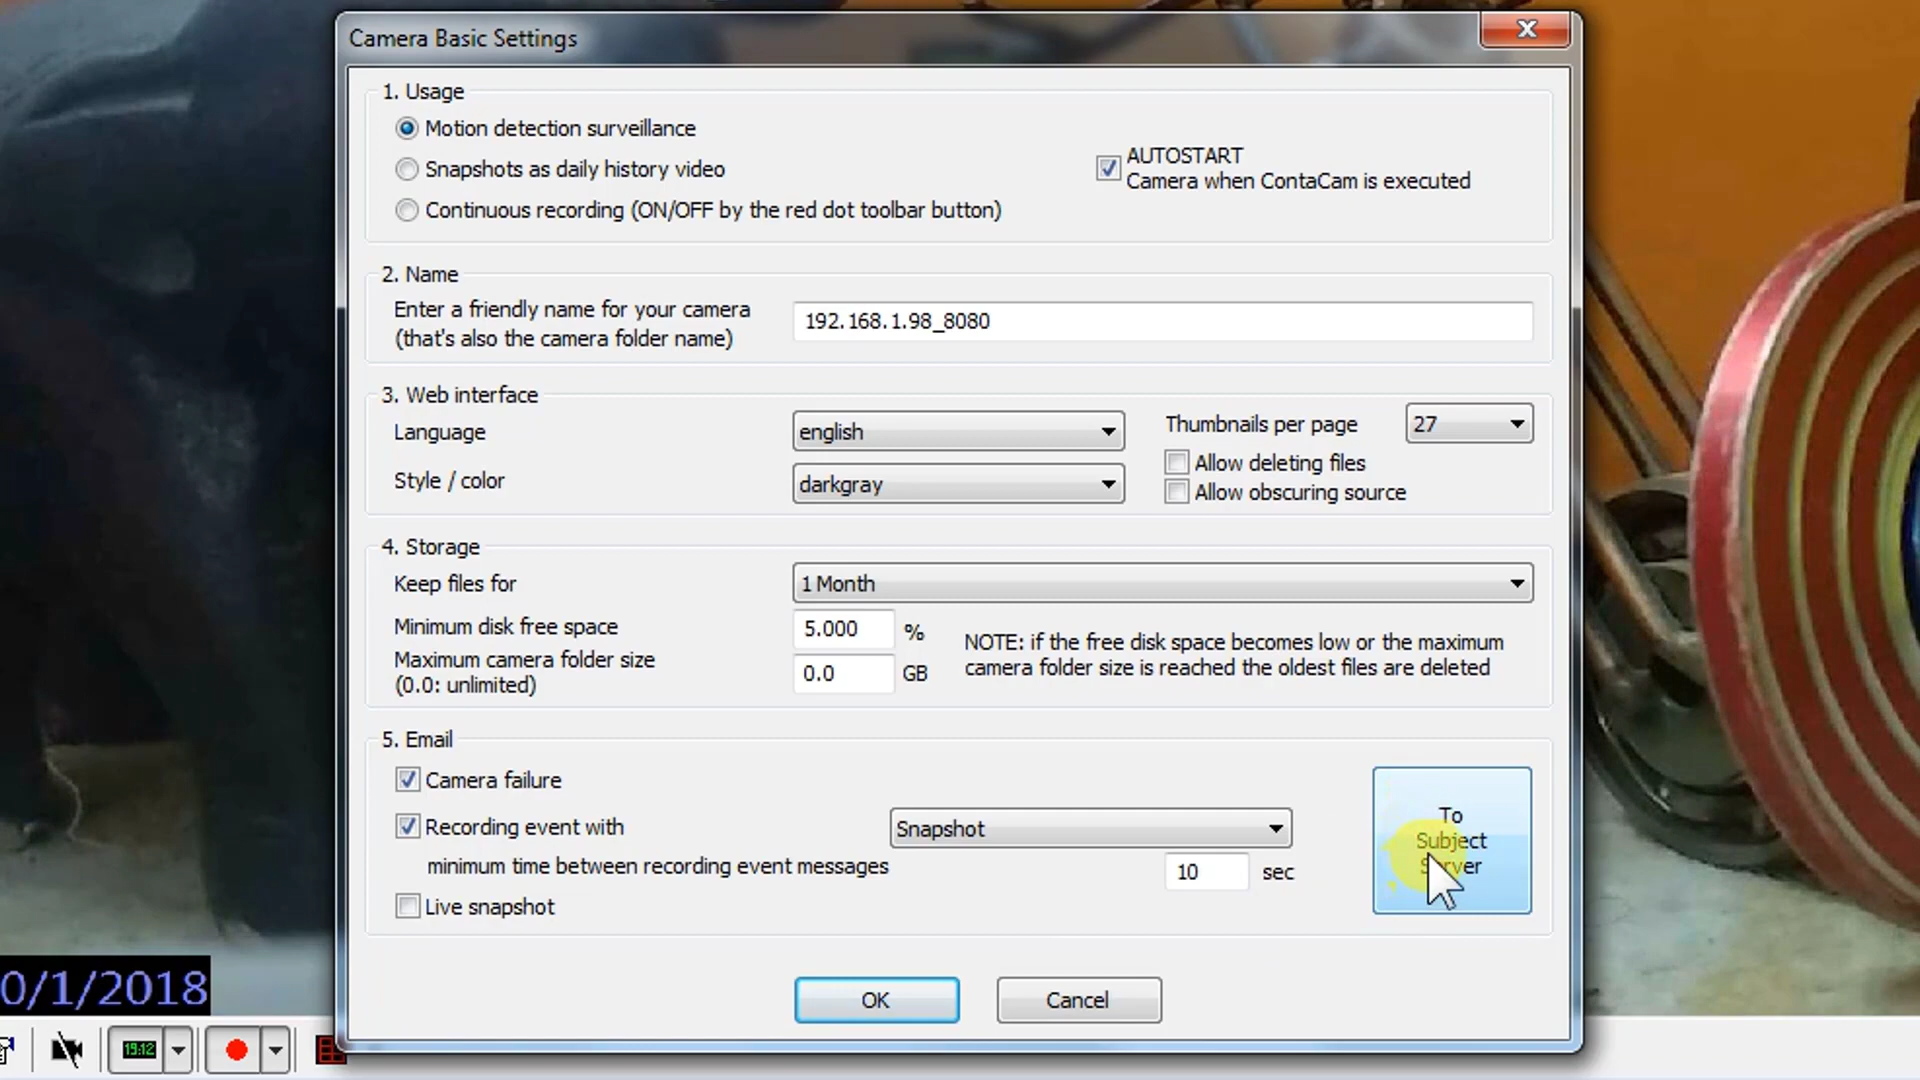 Camera Basic Settings
1. Usage
Motion detection surveillance
Snapshots as daily history video
Continuous recording (ON/OFF by the red dot toolbar button)
AUTOSTART
Camera when ContaCam is executed
2. Name
Enter a friendly name for your camera
(that's also the camera folder name)
192.168.1.98_8080
3. Web interface
Language
english
Style / color
darkgray
Thumbnails per page
27
Allow deleting files
Allow obscuring source
4. Storage
Keep files for
1 Month
Minimum disk free space
5.000 %
Maximum camera folder size
(0.0: unlimited)
0.0 GB
NOTE: if the free disk space becomes low or the maximum
camera folder size is reached the oldest files are deleted
5. Email
Camera failure
Recording event with
Snapshot
minimum time between recording event messages
10 sec
Live snapshot
To
Subject
Server
OK
Cancel
0/1/2018
19:12